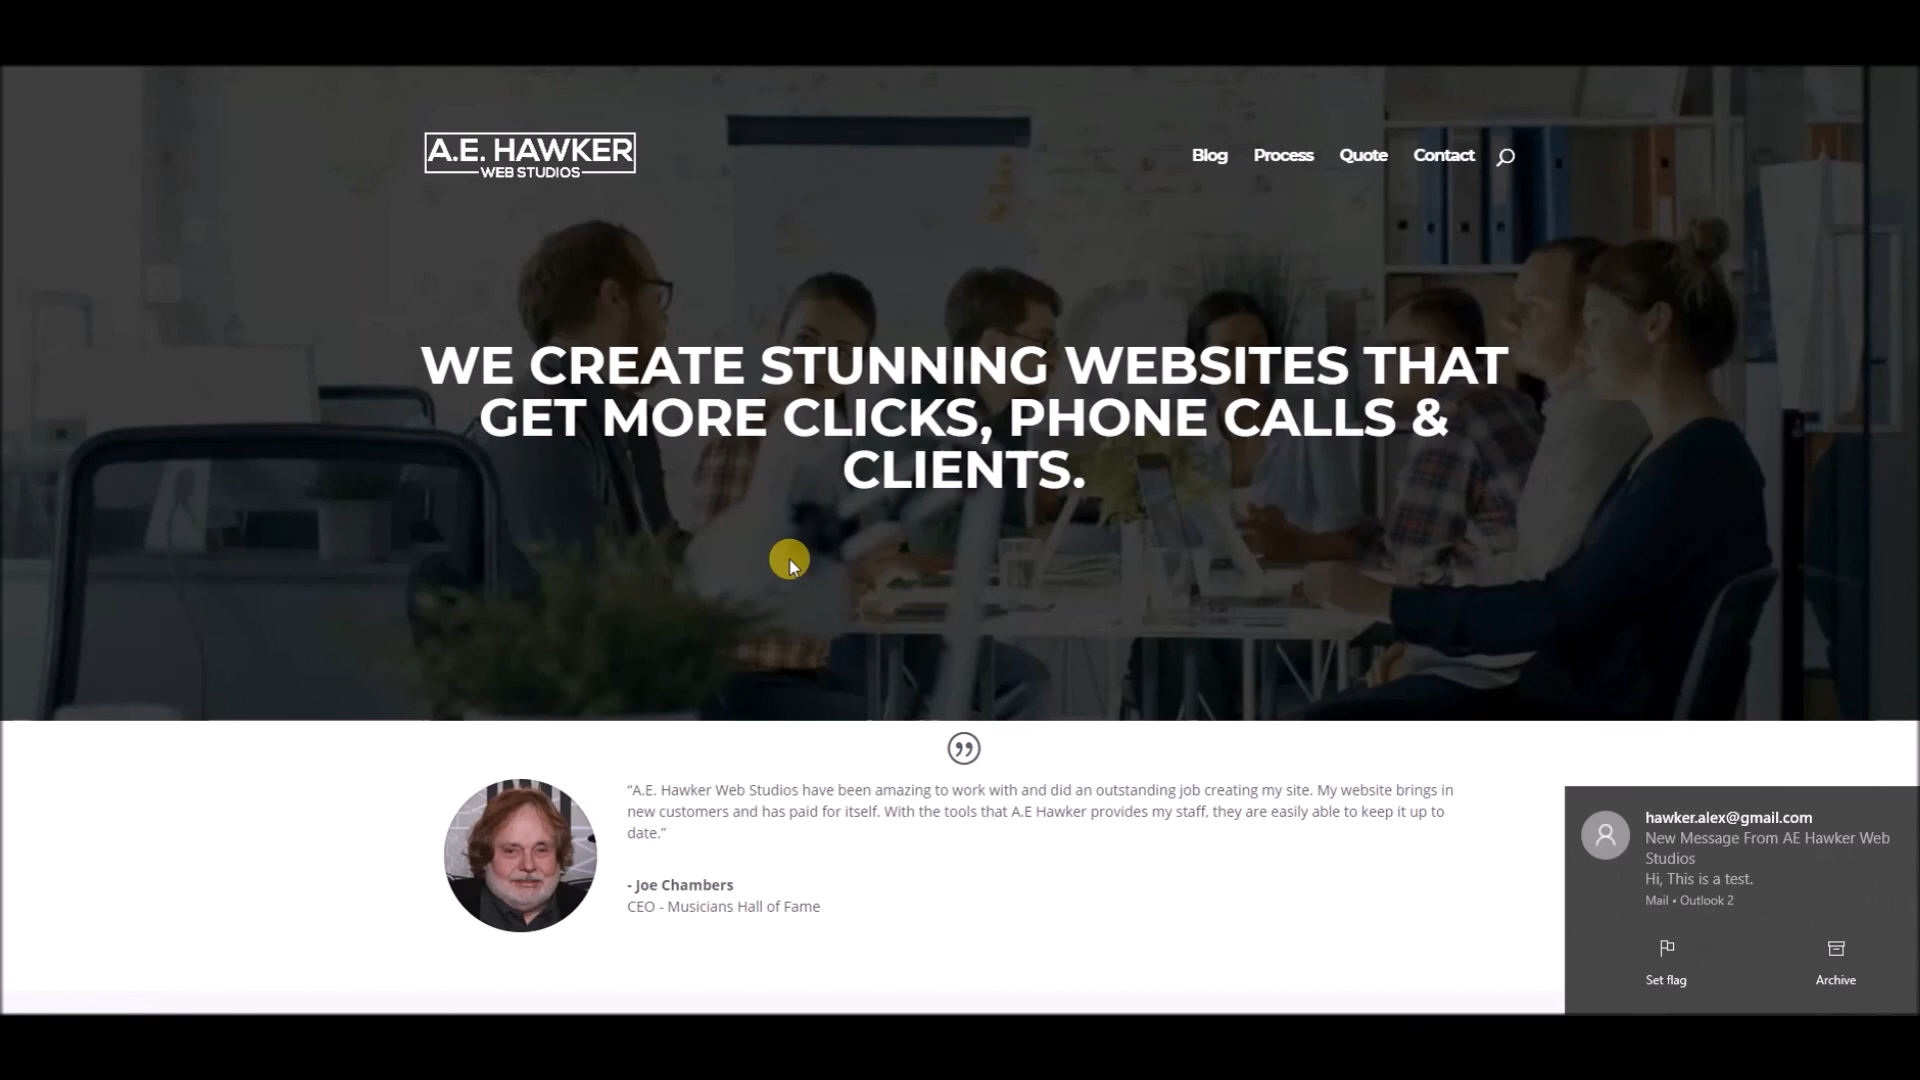 A.E. HAWKER
WEB STUDIOS
Blog Process Quote Contact
WE CREATE STUNNING WEBSITES THAT
GET MORE CLICKS, PHONE CALLS &
CLIENTS.
“A.E. Hawker Web Studios have been amazing to work with and did an outstanding job creating my site. My website brings in
new customers and has paid for itself. With the tools that A.E Hawker provides my staff, they are easily able to keep it up to
date.”
- Joe Chambers
CEO - Musicians Hall of Fame
hawker.alex@gmail.com
New Message From AE Hawker Web
Studios
Hi, This is a test.
Mail • Outlook 2
Set flag Archive